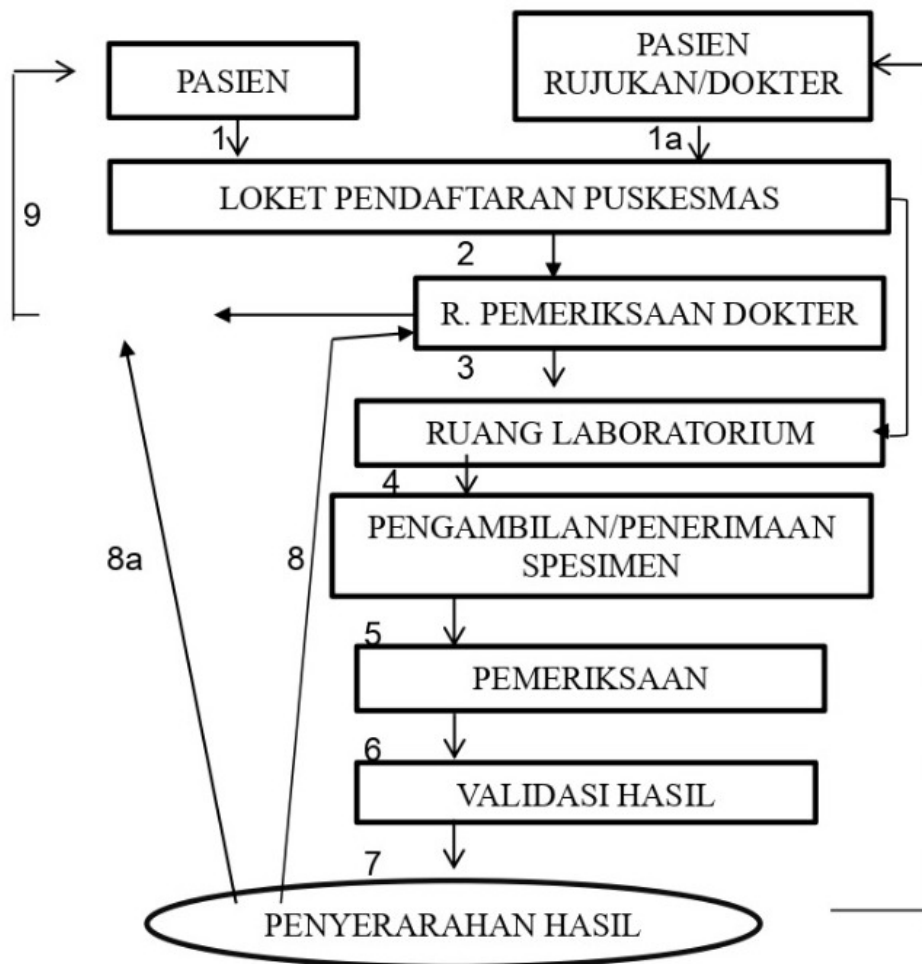 PASIEN
PASIEN
RUJUKAN/DOKTER
1
1a
LOKET PENDAFTARAN PUSKESMAS
9
2
R. PEMERIKSAAN DOKTER
3
RUANG LABORATORIUM
4
PENGAMBILAN/PENERIMAAN
SPESIMEN
8a
8
5
PEMERIKSAAN
6
VALIDASI HASIL
7
PENYERARAHAN HASIL